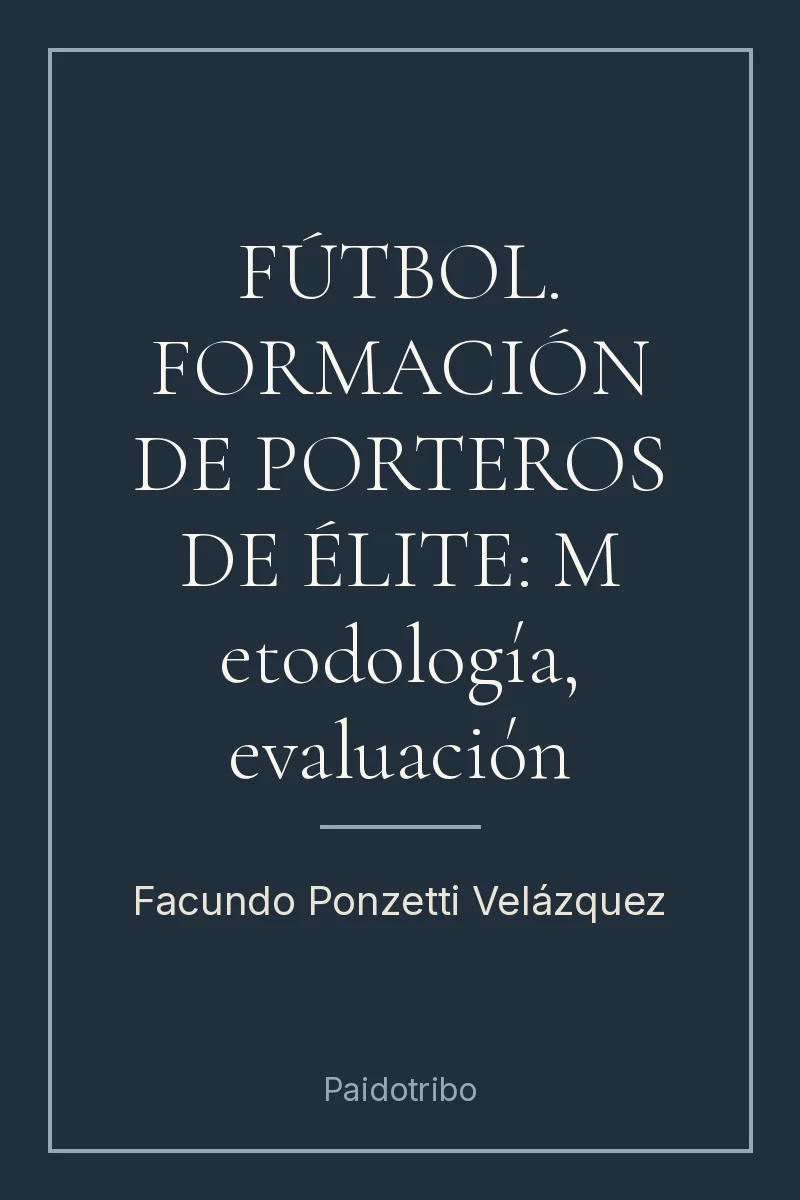 FÚTBOL.
FORMACIÓN
DE PORTEROS
DE ÉLITE: M
etodología,
evaluación
Facundo Ponzetti Velázquez
Paidotribo